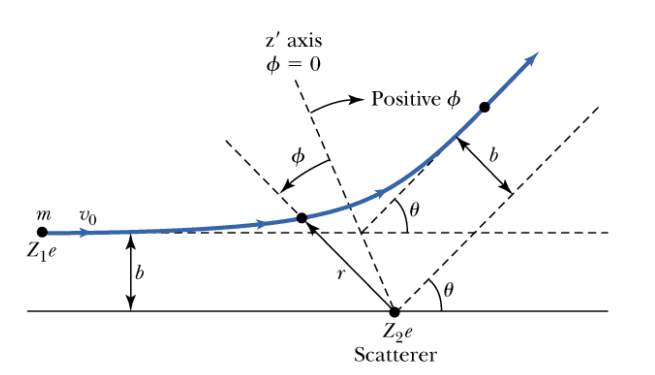 z′ axis
ϕ = 0
Positive ϕ
ϕ
b
m
v₀
θ
Z₁e
b
r
θ
Z₂e
Scatterer